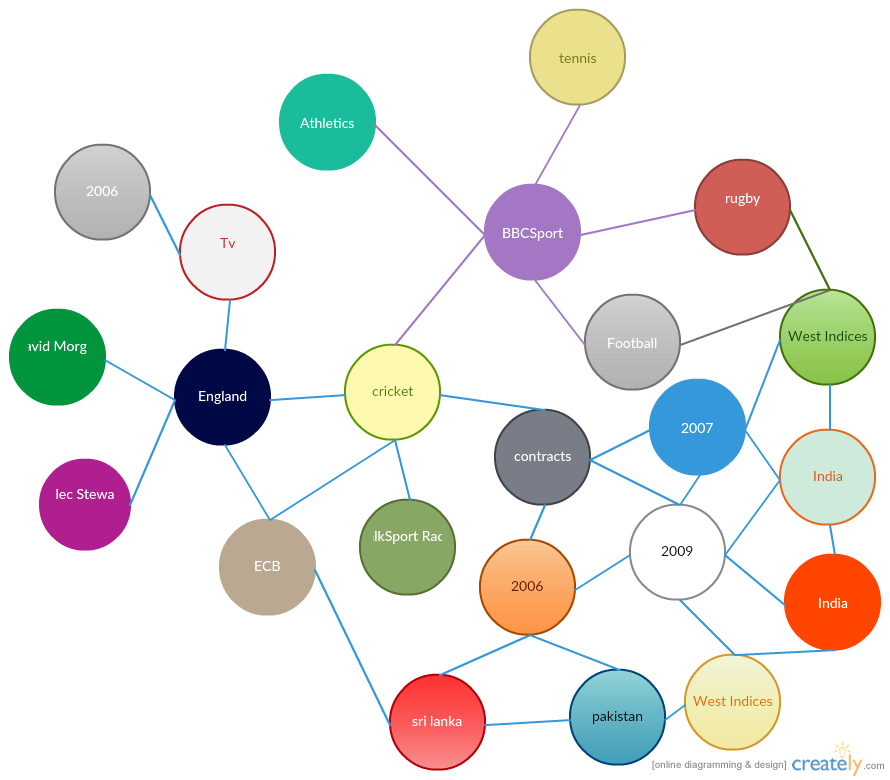 tennis
Athletics
2006
rugby
BBCSport
Tv
West Indices
Football
avid Morg
cricket
England
2007
contracts
India
lec Stewa
lkSport Rac
2009
ECB
2006
India
West Indices
pakistan
sri lanka
[online diagramming & design] creately.com